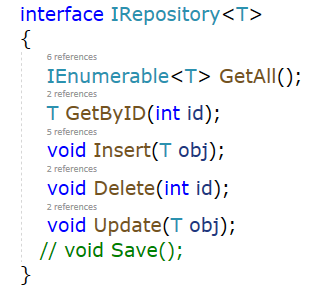 interface IRepository<T>
{
6 references
IEnumerable<T> GetAll();
2 references
T GetByID(int id);
5 references
void Insert(T obj);
2 references
void Delete(int id);
2 references
void Update(T obj);
// void Save();
}